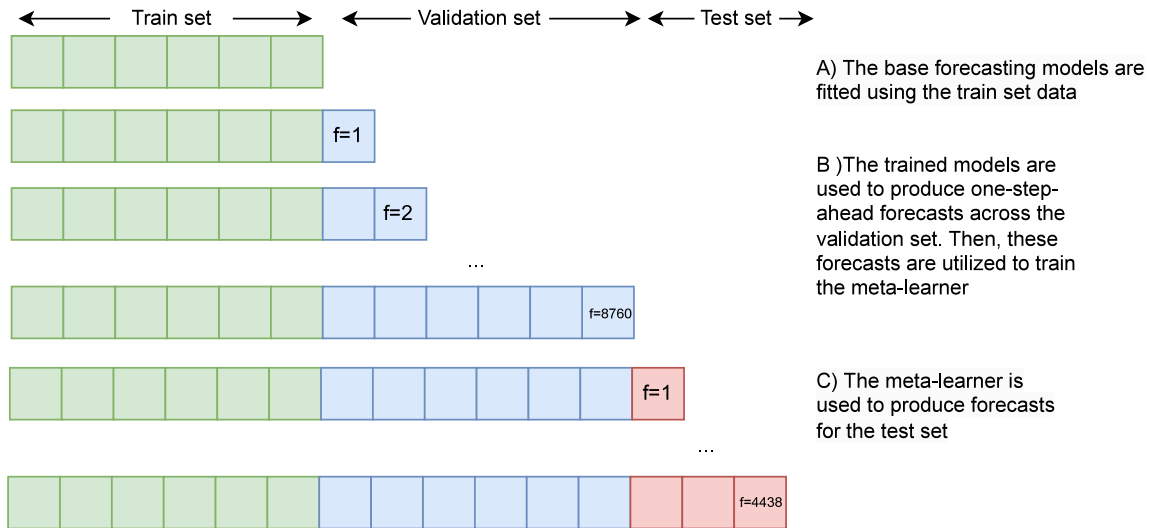 Train set
Validation set
Test set
A) The base forecasting models are
fitted using the train set data
f=1
B )The trained models are
used to produce one-step-
ahead forecasts across the
validation set. Then, these
forecasts are utilized to train
the meta-learner
f=2
...
f=8760
f=1
C) The meta-learner is
used to produce forecasts
for the test set
...
f=4438